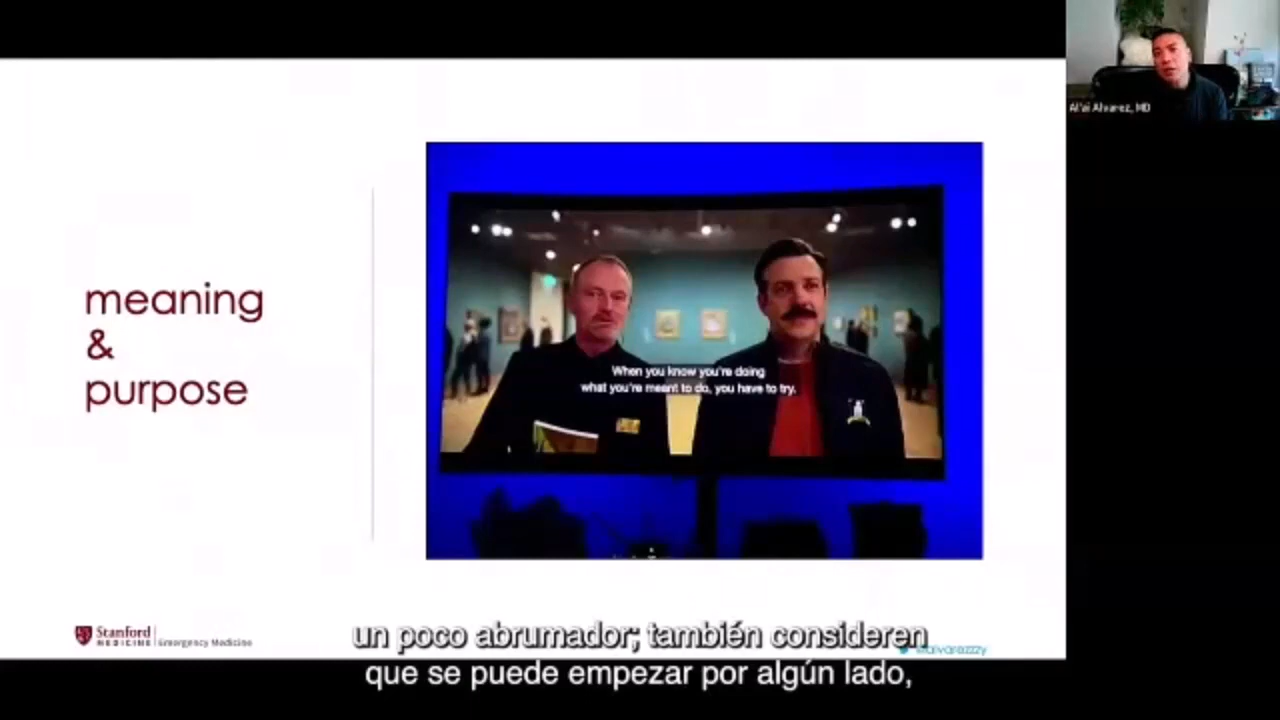 Al'ai Alvarez, MD
meaning
&
purpose
When you know you're doing
what you're meant to do, you have to try.
Stanford
MEDICINE
Emergency Medicine
un poco abrumador; también consideren
que se puede empezar por algún lado,